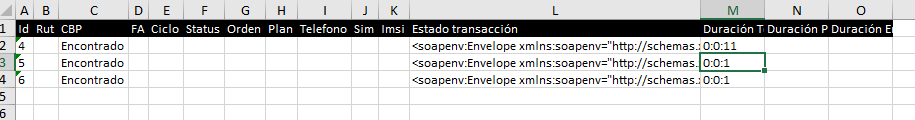 A B C D E F G H I J K L M N O
1 Id Rut CBP FA Ciclo Status Orden Plan Telefono Sim Imsi Estado transacción Duración T Duración P Duración E
2 4 Encontrado <soapenv:Envelope xmlns:soapenv="http://schemas. 0:0:11
3 5 Encontrado <soapenv:Envelope xmlns:soapenv="http://schemas. 0:0:1
4 6 Encontrado <soapenv:Envelope xmlns:soapenv="http://schemas. 0:0:1
5
6